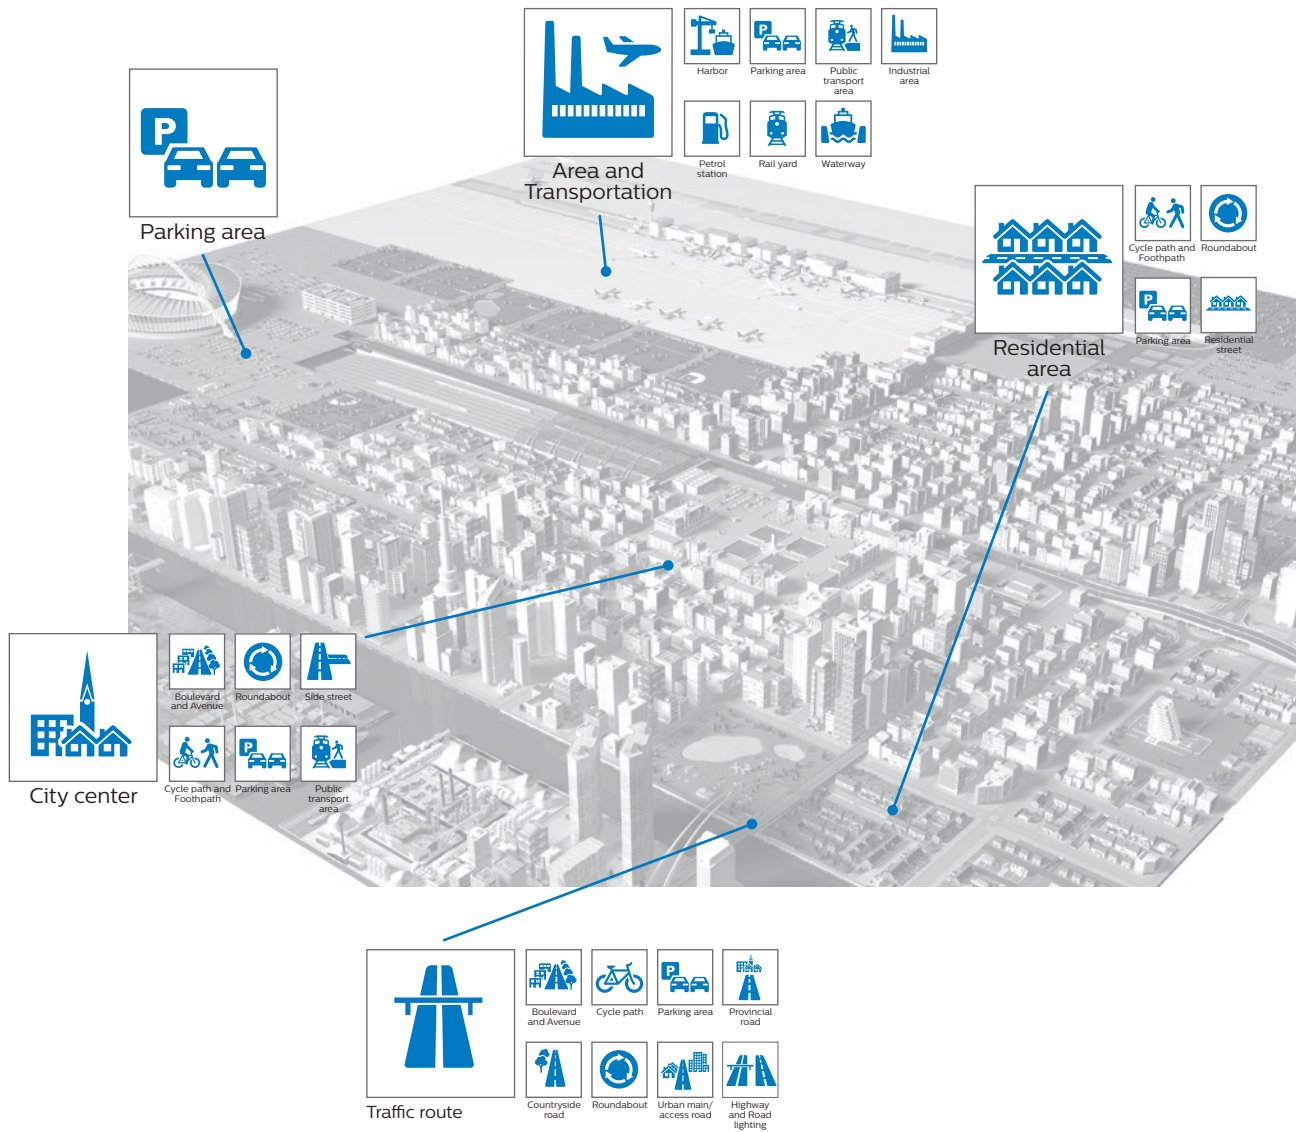 P
Parking area
Area and
Transportation
Harbor
P
Parking area
Public
transport
area
Industrial
area
Petrol
station
Rail yard
Waterway
Residential
area
Cycle path and
Footpath
Roundabout
P
Parking area
Residential
street
City center
Boulevard
and Avenue
Roundabout
Side street
Cycle path and
Footpath
P
Parking area
Public
transport
area
Traffic route
Boulevard
and Avenue
Cycle path
P
Parking area
Provincial
road
Countryside
road
Roundabout
Urban main/
access road
Highway
and Road
lighting